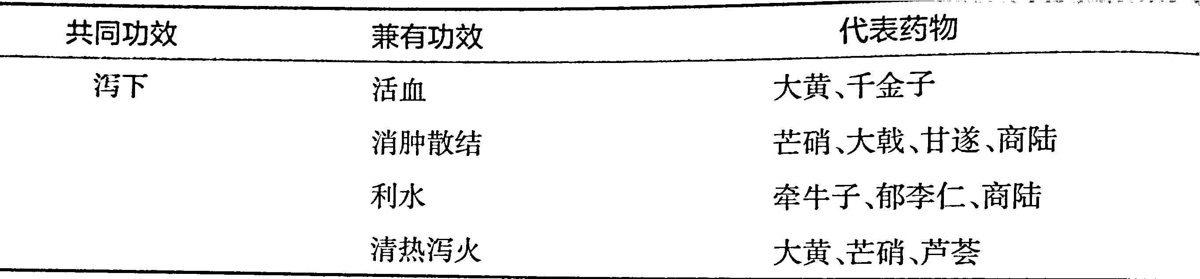 共同功效 兼有功效 代表药物
泻下 活血 大黄、千金子
消肿散结 芒硝、大戟、甘遂、商陆
利水 牵牛子、郁李仁、商陆
清热泻火 大黄、芒硝、芦荟